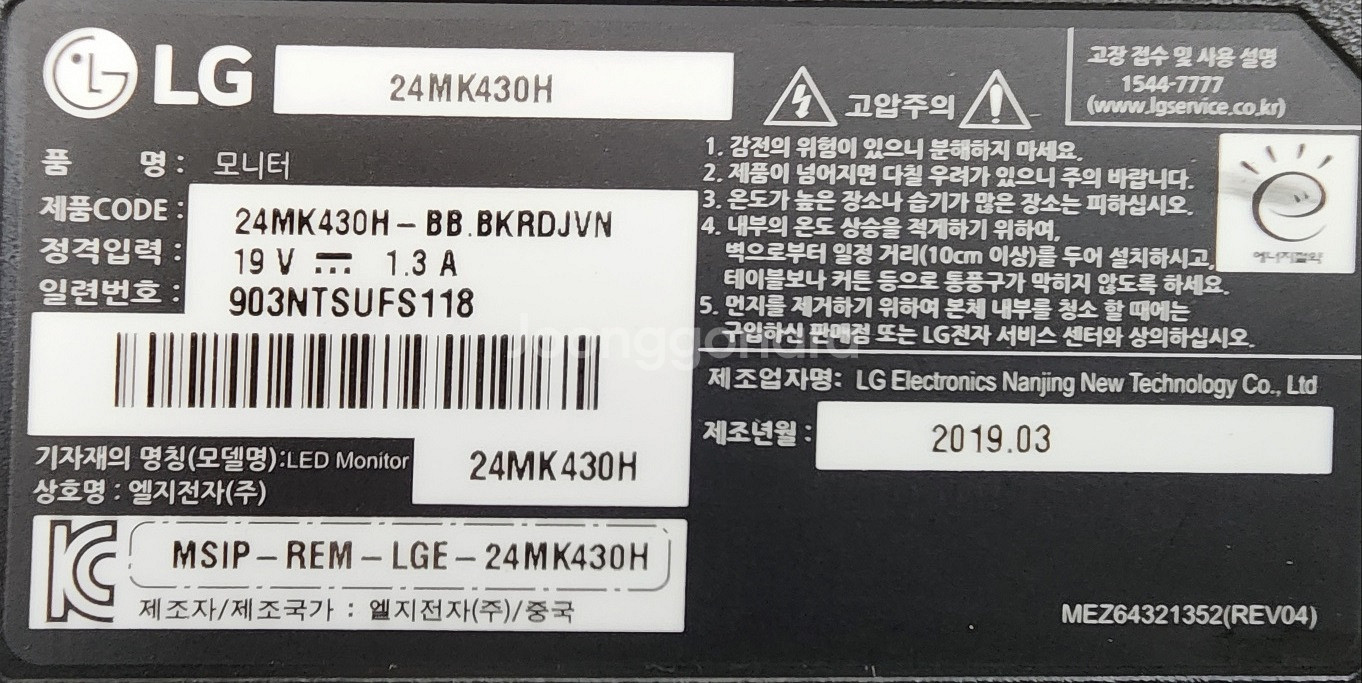 LG 24MK430H
품 명 : 모니터
제품CODE : 24MK430H-BB.BKRDJVN
정격입력 : 19 V 1.3 A
일련번호 : 903NTSUFS118
기자재의 명칭(모델명):LED Monitor 24MK430H
상호명 : 엘지전자(주)
MSIP-REM-LGE-24MK430H
제조자/제조국가 : 엘지전자(주)/중국
고압주의
고장 접수 및 사용 설명
1544-7777
(www.lgservice.co.kr)
1. 감전의 위험이 있으니 분해하지 마세요.
2. 제품이 넘어지면 다칠 우려가 있으니 주의 바랍니다.
3. 온도가 높은 장소나 습기가 많은 장소는 피하십시오.
4. 내부의 온도 상승을 적게하기 위하여,
벽으로부터 일정 거리(10cm 이상)를 두어 설치하시고,
테이블보나 커튼 등으로 통풍구가 막히지 않도록 하세요.
5. 먼지를 제거하기 위하여 본체 내부를 청소 할 때에는
구입하신 판매점 또는 LG전자 서비스 센터와 상의하십시오.
에너지절약
제조업자명: LG Electronics Nanjing New Technology Co., Ltd
제조년월 : 2019.03
MEZ64321352(REV04)
Joonggonara